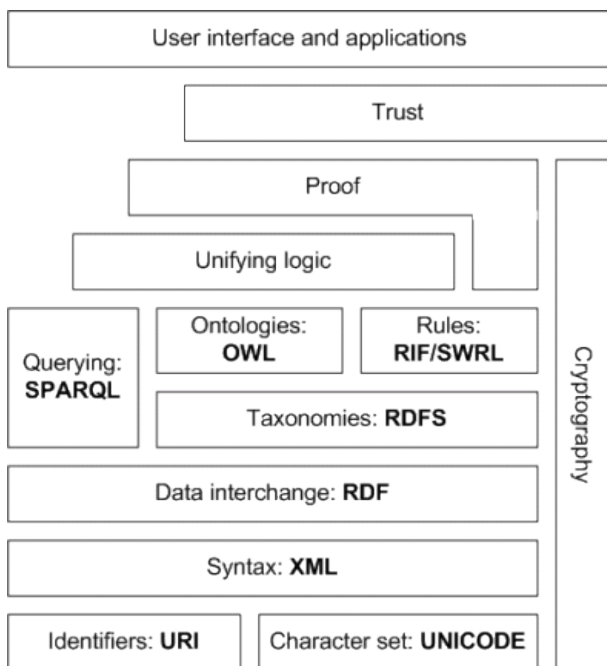 User interface and applications
Trust
Proof
Unifying logic
Ontologies:
OWL
Rules:
RIF/SWRL
Querying:
SPARQL
Taxonomies: RDFS
Cryptography
Data interchange: RDF
Syntax: XML
Identifiers: URI
Character set: UNICODE